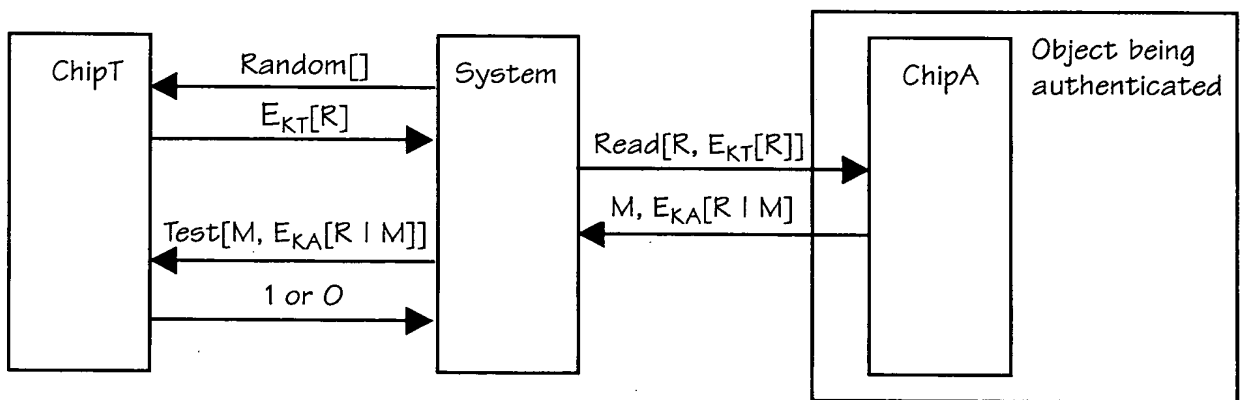 ChipT
Random[]
E_KT[R]
Test[M, E_KA[R | M]]
1 or 0
System
Read[R, E_KT[R]]
M, E_KA[R | M]
ChipA
Object being
authenticated